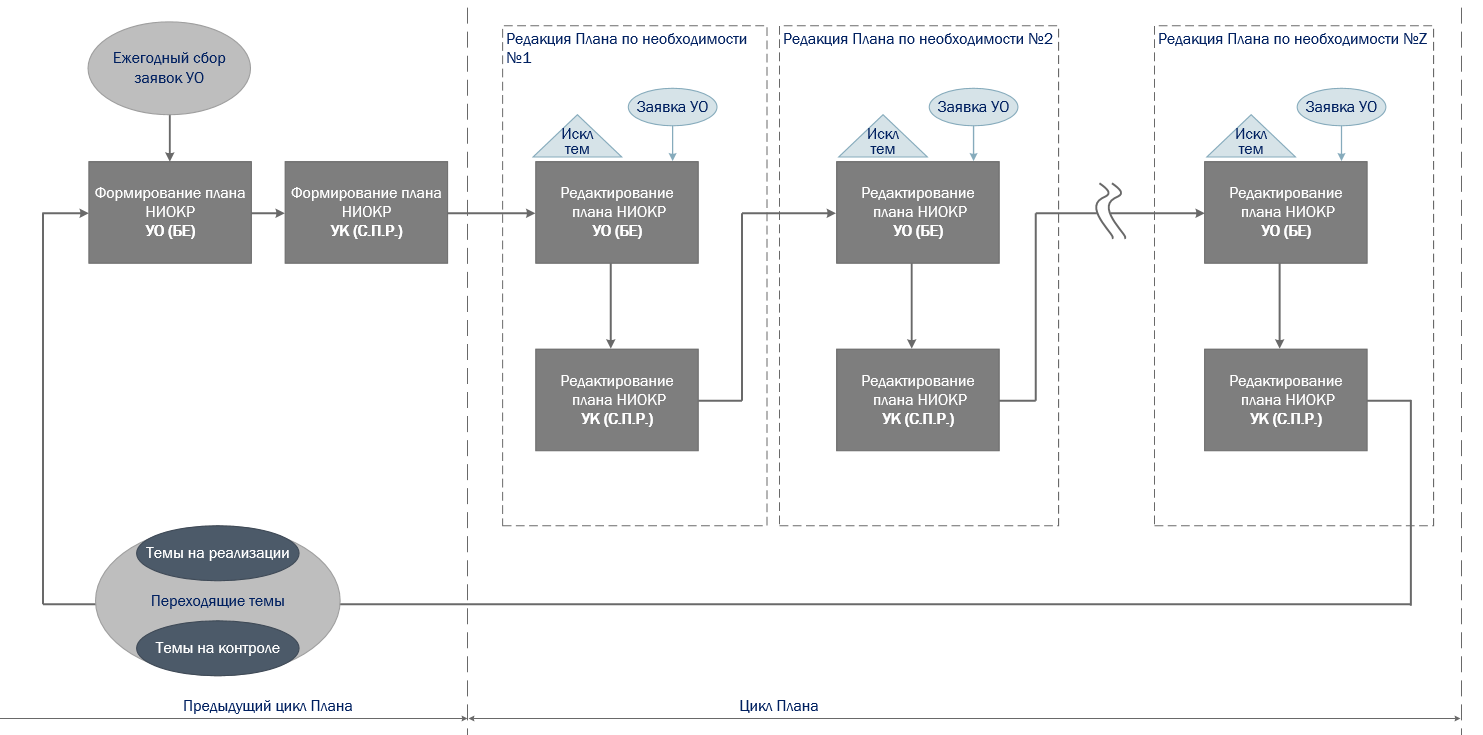 Ежегодный сбор
заявок УО
Формирование плана
НИОКР
УО (БЕ)
Формирование плана
НИОКР
УК (С.П.Р.)
Редакция Плана по необходимости
№1
Искл
тем
Заявка УО
Редактирование
плана НИОКР
УО (БЕ)
Редактирование
плана НИОКР
УК (С.П.Р.)
Редакция Плана по необходимости №2
Искл
тем
Заявка УО
Редактирование
плана НИОКР
УО (БЕ)
Редактирование
плана НИОКР
УК (С.П.Р.)
Редакция Плана по необходимости №Z
Искл
тем
Заявка УО
Редактирование
плана НИОКР
УО (БЕ)
Редактирование
плана НИОКР
УК (С.П.Р.)
Темы на реализации
Переходящие темы
Темы на контроле
Предыдущий цикл Плана
Цикл Плана